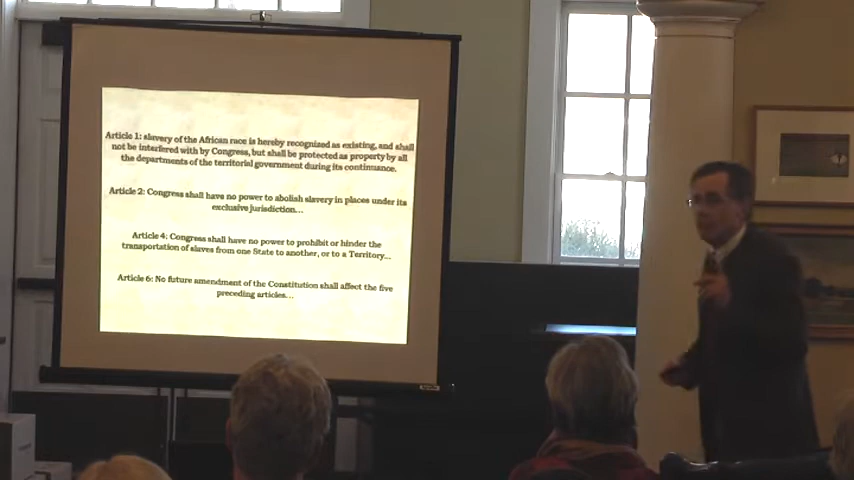 Article 1: slavery of the African race is hereby recognized as existing, and shall
not be interfered with by Congress, but shall be protected as property by all
the departments of the territorial government during its continuance.
Article 2: Congress shall have no power to abolish slavery in places under its
exclusive jurisdiction...
Article 4: Congress shall have no power to prohibit or hinder the
transportation of slaves from one State to another, or to a Territory...
Article 6: No future amendment of the Constitution shall affect the five
preceding articles...